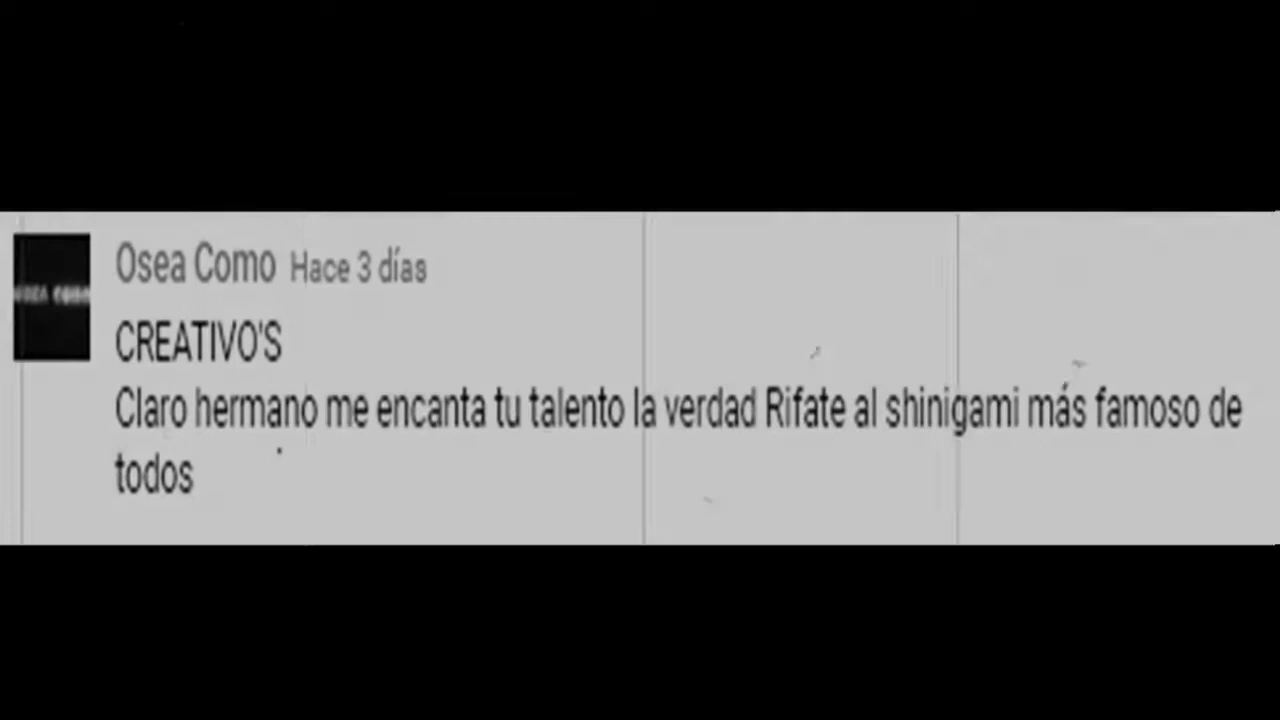 Osea Como Hace 3 días
CREATIVO'S
Claro hermano me encanta tu talento la verdad Rifate al shinigami más famoso de
todos